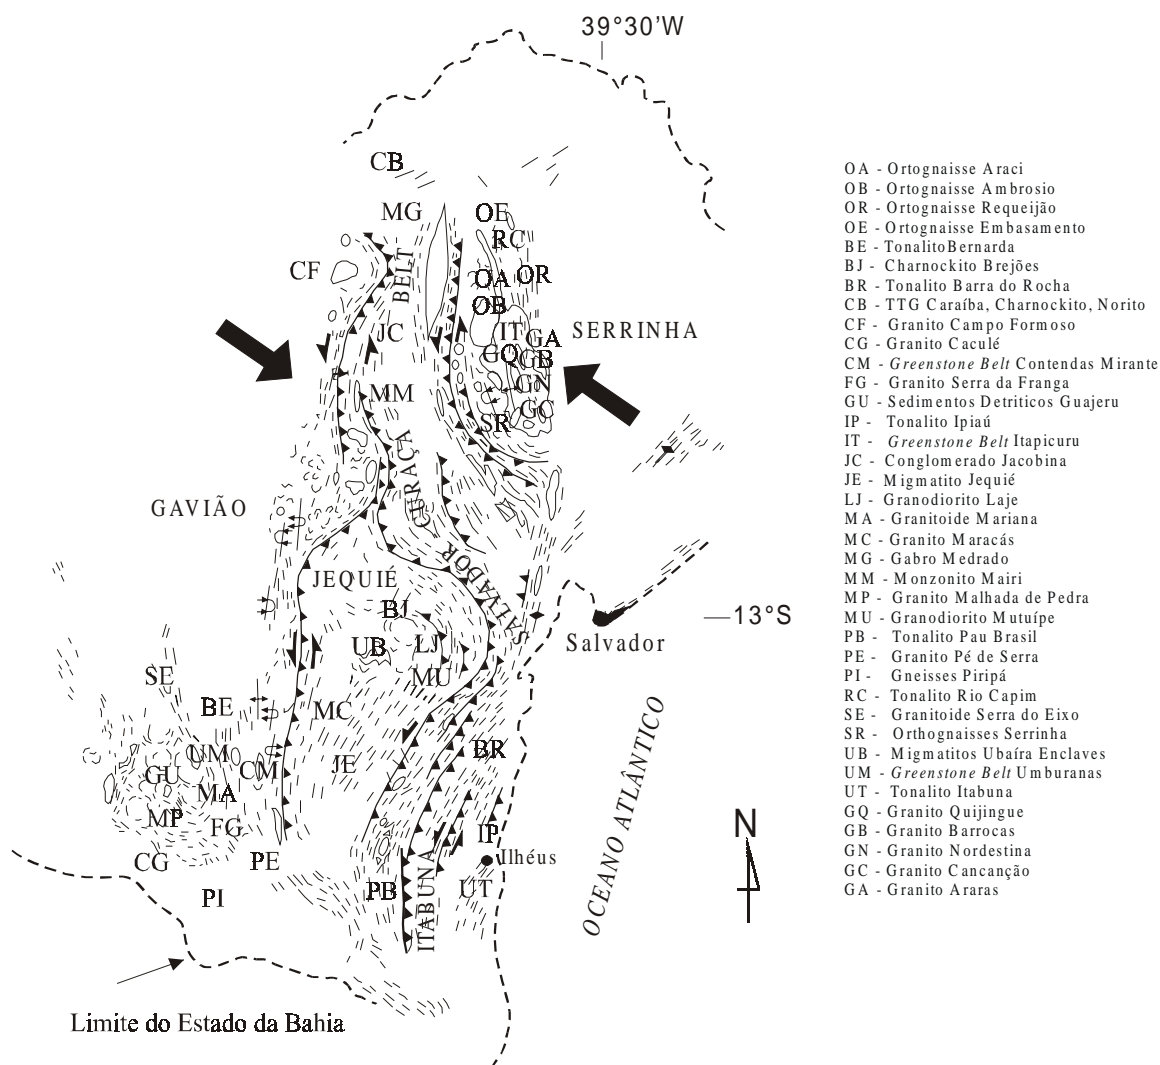 39°30'W
CB
MG
OE
RC
CF
BELT
OA
OR
OB
JC
IT
GA
SERRINHA
GQ
GB
MM
GN
GC
SR
CURAÇA
GAVIÃO
SALVADOR
JEQUIÉ
BJ
13°S
UB
LJ
Salvador
MU
SE
BE
MC
UM
BR
GU
CM
JE
MA
MP
FG
N
IP
CG
PE
Ilhéus
PI
PB
ITABUNA
UT
OCEANO ATLÂNTICO
Limite do Estado da Bahia
OA - Ortognaisse Araci
OB - Ortognaisse Ambrosio
OR - Ortognaisse Requeijão
OE - Ortognaisse Embasamento
BE - TonalitoBernarda
BJ - Charnockito Brejões
BR - Tonalito Barra do Rocha
CB - TTG Caraíba, Charnockito, Norito
CF - Granito Campo Formoso
CG - Granito Caculé
CM - Greenstone Belt Contendas Mirante
FG - Granito Serra da Franga
GU - Sedimentos Detriticos Guajeru
IP - Tonalito Ipiaú
IT - Greenstone Belt Itapicuru
JC - Conglomerado Jacobina
JE - Migmatito Jequié
LJ - Granodiorito Laje
MA - Granitoide Mariana
MC - Granito Maracás
MG - Gabro Medrado
MM - Monzonito Mairi
MP - Granito Malhada de Pedra
MU - Granodiorito Mutuípe
PB - Tonalito Pau Brasil
PE - Granito Pé de Serra
PI - Gneisses Piripá
RC - Tonalito Rio Capim
SE - Granitoide Serra do Eixo
SR - Orthognaisses Serrinha
UB - Migmatitos Ubaíra Enclaves
UM - Greenstone Belt Umburanas
UT - Tonalito Itabuna
GQ - Granito Quijingue
GB - Granito Barrocas
GN - Granito Nordestina
GC - Granito Cancanção
GA - Granito Araras